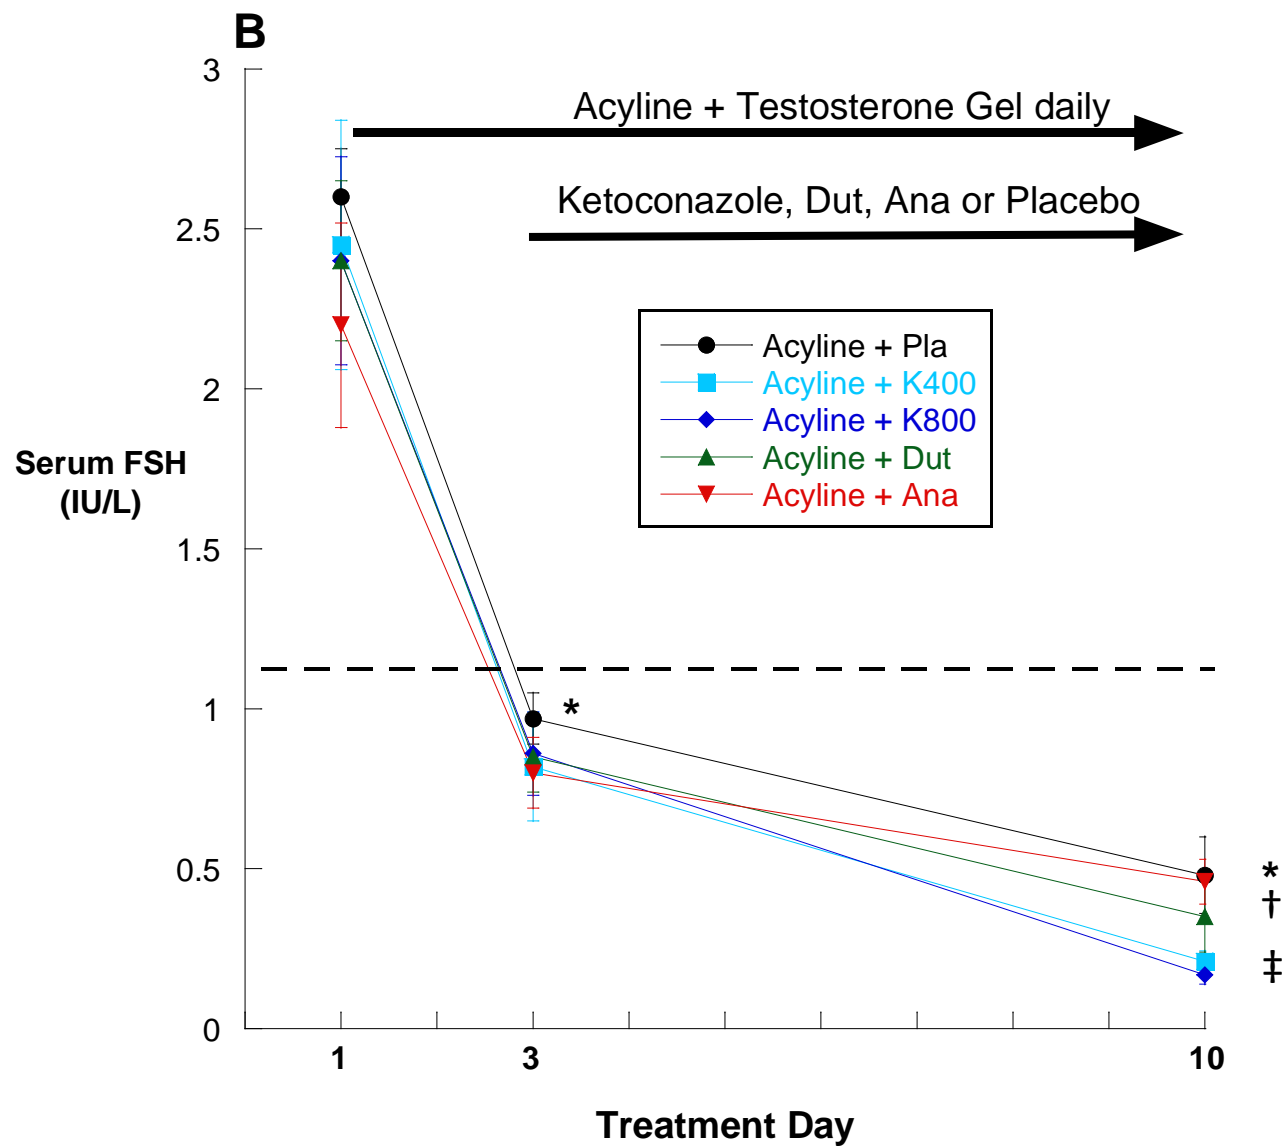 B
3
Acyline + Testosterone Gel daily
Ketoconazole, Dut, Ana or Placebo
2.5
Acyline + Pla
Acyline + K400
Acyline + K800
Acyline + Dut
Acyline + Ana
2
Serum FSH
(IU/L)
1.5
1
*
0.5
*
†
‡
0
1 3 10
Treatment Day